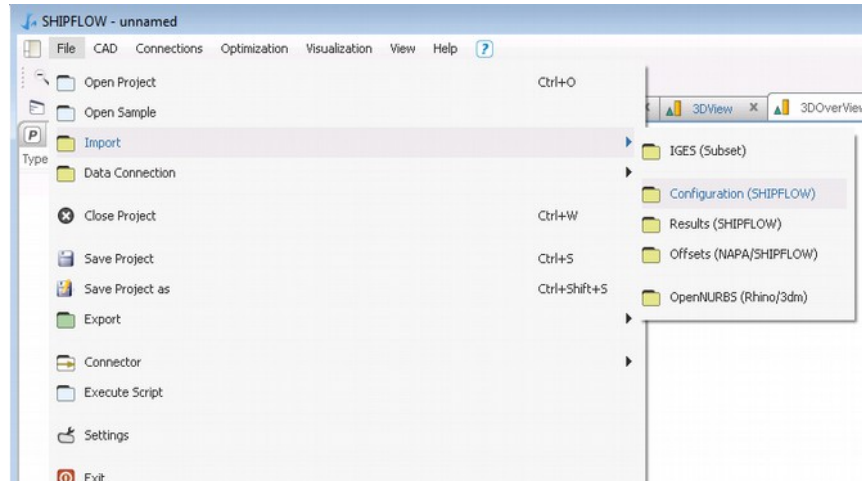 SHIPFLOW - unnamed
File CAD Connections Optimization Visualization View Help ?
Open Project Ctrl+O
Open Sample
3DView X 3DOverView
P
Import
Type
IGES (Subset)
Data Connection
Configuration (SHIPFLOW)
Close Project Ctrl+W
Results (SHIPFLOW)
Save Project Ctrl+S
Offsets (NAPA/SHIPFLOW)
Save Project as Ctrl+Shift+S
OpenNURBS (Rhino/3dm)
Export
Connector
Execute Script
Settings
Exit